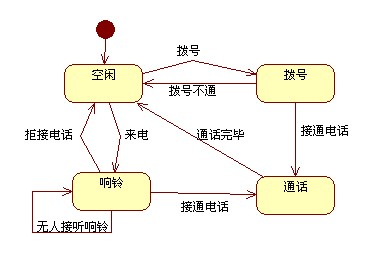 拨号
空闲
拨号
拨号不通
拒接电话
来电
通话完毕
接通电话
响铃
通话
接通电话
无人接听响铃